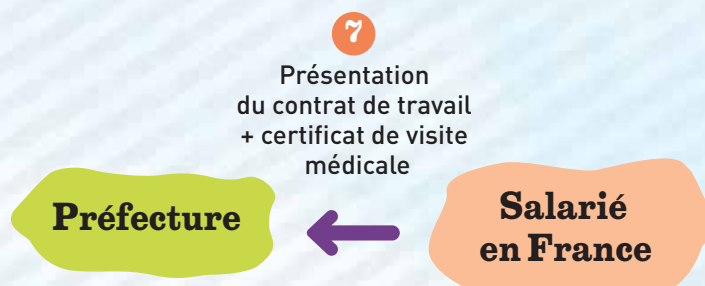 7
Présentation
du contrat de travail
+ certificat de visite
médicale
Préfecture
Salarié
en France